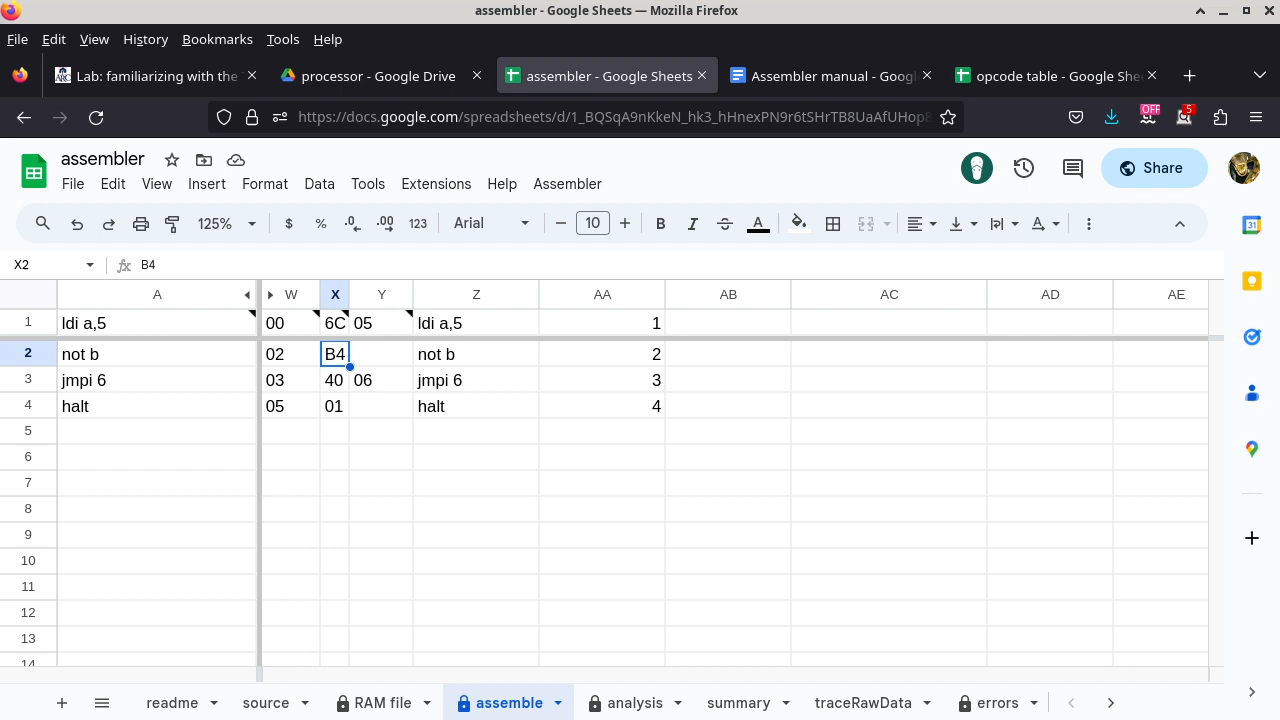 assembler - Google Sheets — Mozilla Firefox
File Edit View History Bookmarks Tools Help
Lab: familiarizing with the
processor - Google Drive
assembler - Google Sheets
Assembler manual - Googl
opcode table - Google She
OFF
5
https://docs.google.com/spreadsheets/d/1_BQSqA9nKkeN_hk3_hHnexPN9r6tSHrTB8UaAfUHop8
assembler
File Edit View Insert Format Data Tools Extensions Help Assembler
Share
125% $ % .0 .00 123 Arial 10 B I A
X2 B4
A W X Y Z AA AB AC AD AE
1 ldi a,5 00 6C 05 ldi a,5 1
2 not b 02 B4 not b 2
3 jmpi 6 03 40 06 jmpi 6 3
4 halt 05 01 halt 4
5
6
7
8
9
10
11
12
13
14
readme source RAM file assemble analysis summary traceRawData errors